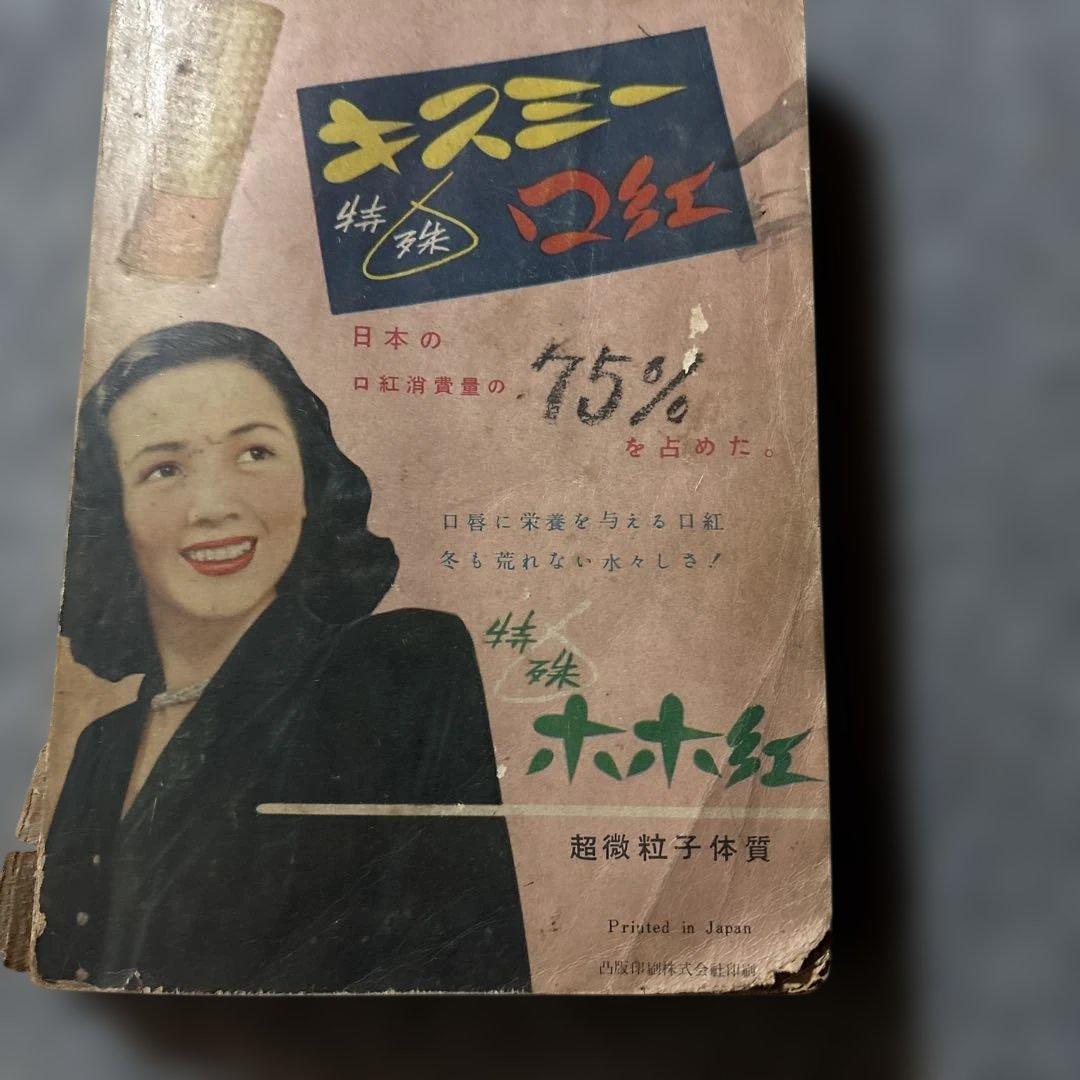 キスミー
特殊
口紅
日本の
口紅消費量の
75%
を占めた。
口唇に栄養を与える口紅
冬も荒れない水々しさ!
特殊
ホホ紅
超微粒子体質
Printed in Japan
凸版印刷株式会社印刷